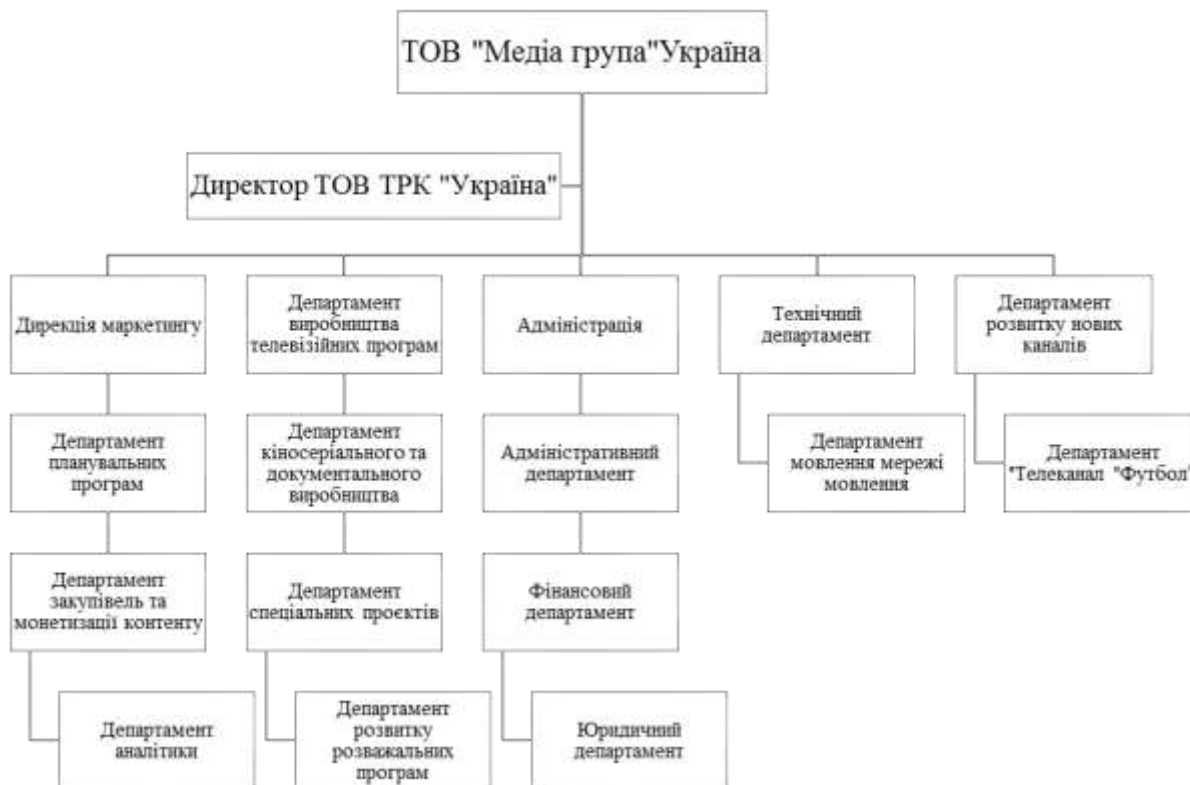 ТОВ "Медіа група"Україна
Директор ТОВ ТРК "Україна"
Дирекція маркетингу
Департамент
виробництва
телевізійних програм
Адміністрація
Технічний
департамент
Департамент
розвитку нових
каналів
Департамент
планувальних
програм
Департамент
кіносеріального та
документального
виробництва
Адміністративний
департамент
Департамент
мовлення мережі
мовлення
Департамент
"Телеканал "Футбол"
Департамент
закупівель та
монетизації контенту
Департамент
спеціальних проєктів
Фінансовий
департамент
Департамент
аналітики
Департамент
розвитку
розважальних
програм
Юридичний
департамент